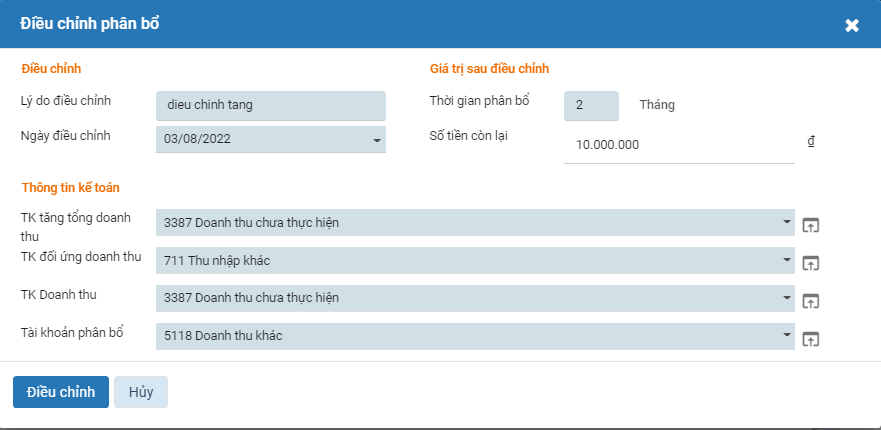 Điều chỉnh phân bổ
Điều chỉnh
Giá trị sau điều chỉnh
Lý do điều chỉnh
dieu chinh tang
Thời gian phân bổ
2
Tháng
Ngày điều chỉnh
03/08/2022
Số tiền còn lại
10.000.000
₫
Thông tin kế toán
TK tăng tổng doanh
thu
3387 Doanh thu chưa thực hiện
TK đối ứng doanh thu
711 Thu nhập khác
TK Doanh thu
3387 Doanh thu chưa thực hiện
Tài khoản phân bổ
5118 Doanh thu khác
Điều chỉnh
Hủy